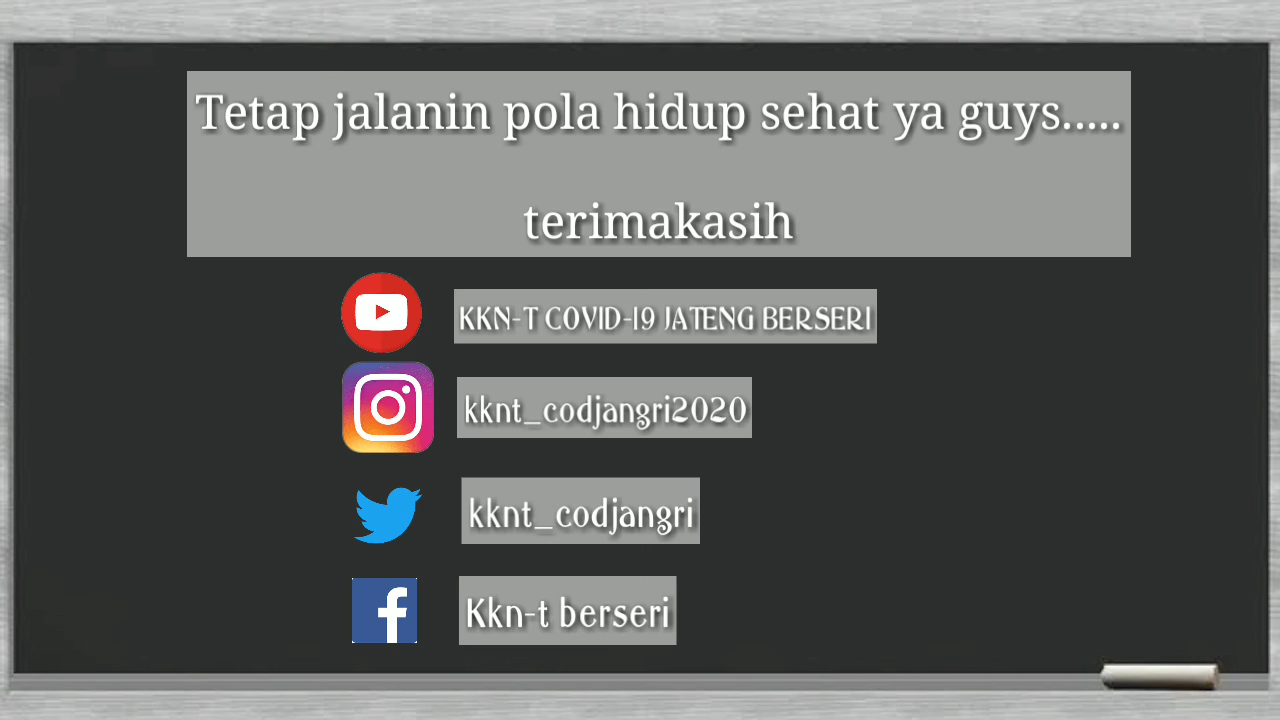 Tetap jalanin pola hidup sehat ya guys.....
terimakasih
KKN-T COVID-19 JATENG BERSERI
kknt_codjangri2020
kknt_codjangri
Kkn-t berseri